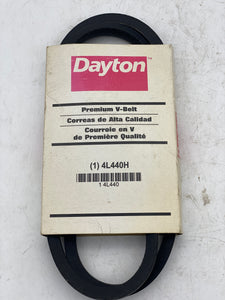 Dayton
Premium V-Belt
Correas de Alta Calidad
Courroie en V
de Première Qualité
(1) 4L440H
1 4L440